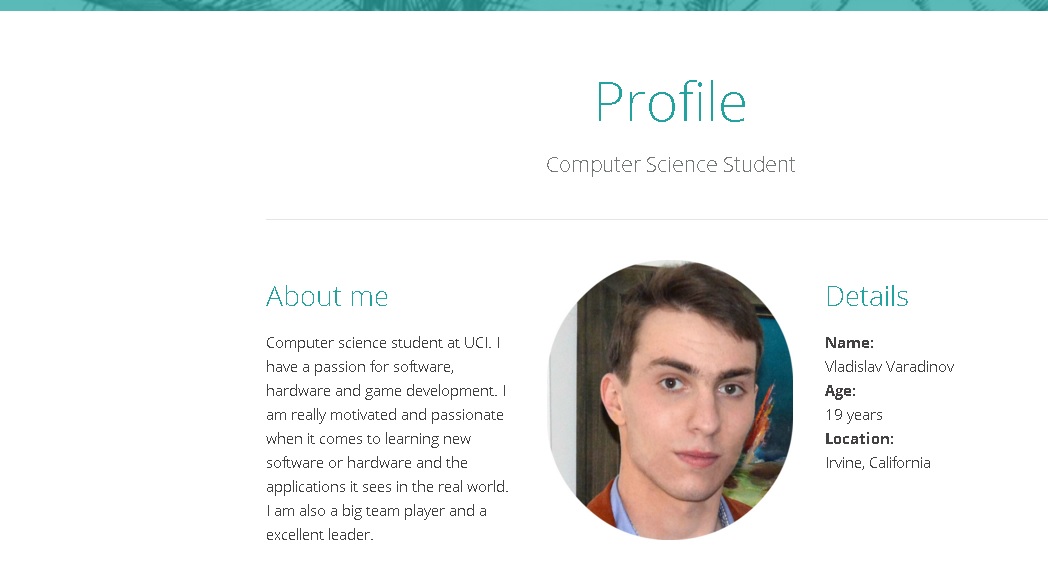 Profile
Computer Science Student
About me
Computer science student at UCI. I
have a passion for software,
hardware and game development. I
am really motivated and passionate
when it comes to learning new
software or hardware and the
applications it sees in the real world.
I am also a big team player and a
excellent leader.
Details
Name:
Vladislav Varadinov
Age:
19 years
Location:
Irvine, California